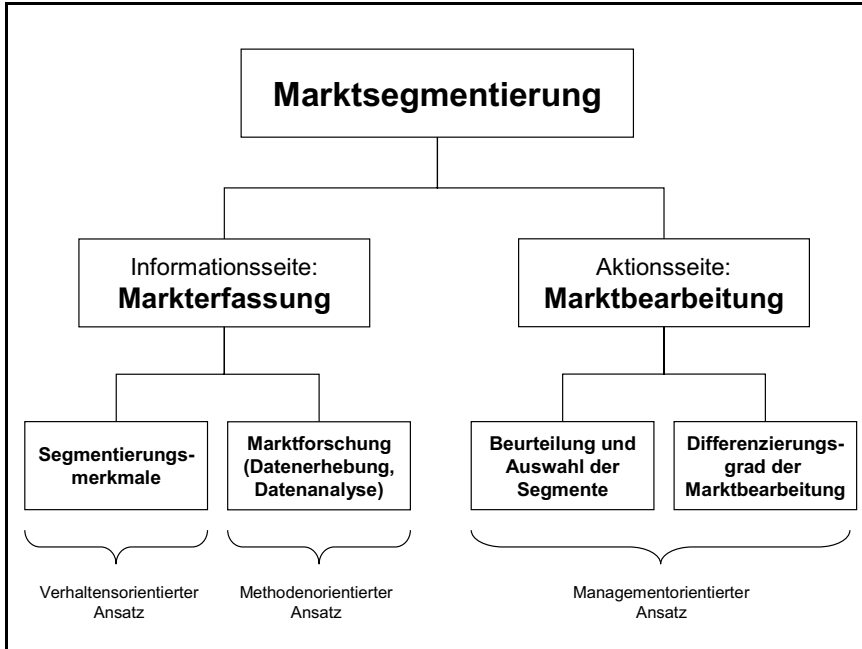 Marktsegmentierung
Informationsseite:
Markterfassung
Aktionsseite:
Marktbearbeitung
Segmentierungs-
merkmale
Marktforschung
(Datenerhebung,
Datenanalyse)
Beurteilung und
Auswahl der
Segmente
Differenzierungs-
grad der
Marktbearbeitung
Verhaltensorientierter
Ansatz
Methodenorientierter
Ansatz
Managementorientierter
Ansatz